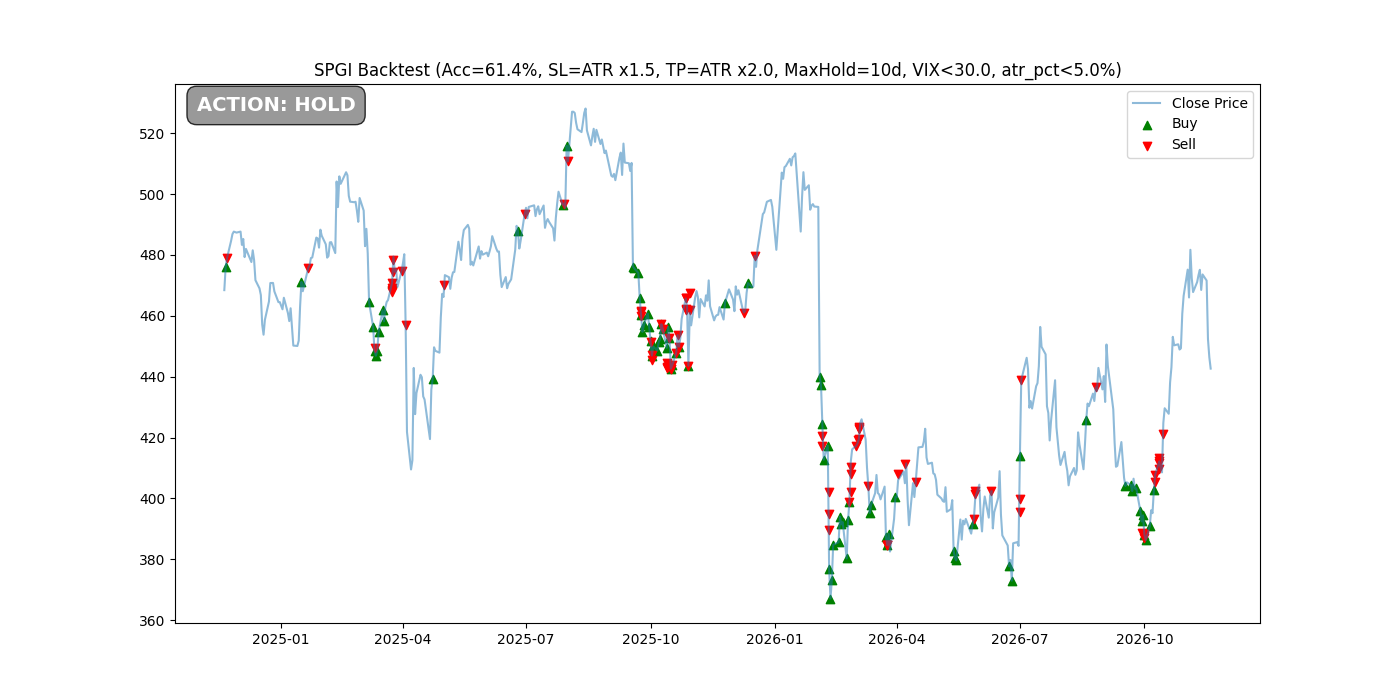 SPGI Backtest (Acc=61.4%, SL=ATR x1.5, TP=ATR x2.0, MaxHold=10d, VIX<30.0, atr_pct<5.0%)
ACTION: HOLD
Close Price
Buy
Sell
520
500
480
460
440
420
400
380
360
2025-01 2025-04 2025-07 2025-10 2026-01 2026-04 2026-07 2026-10